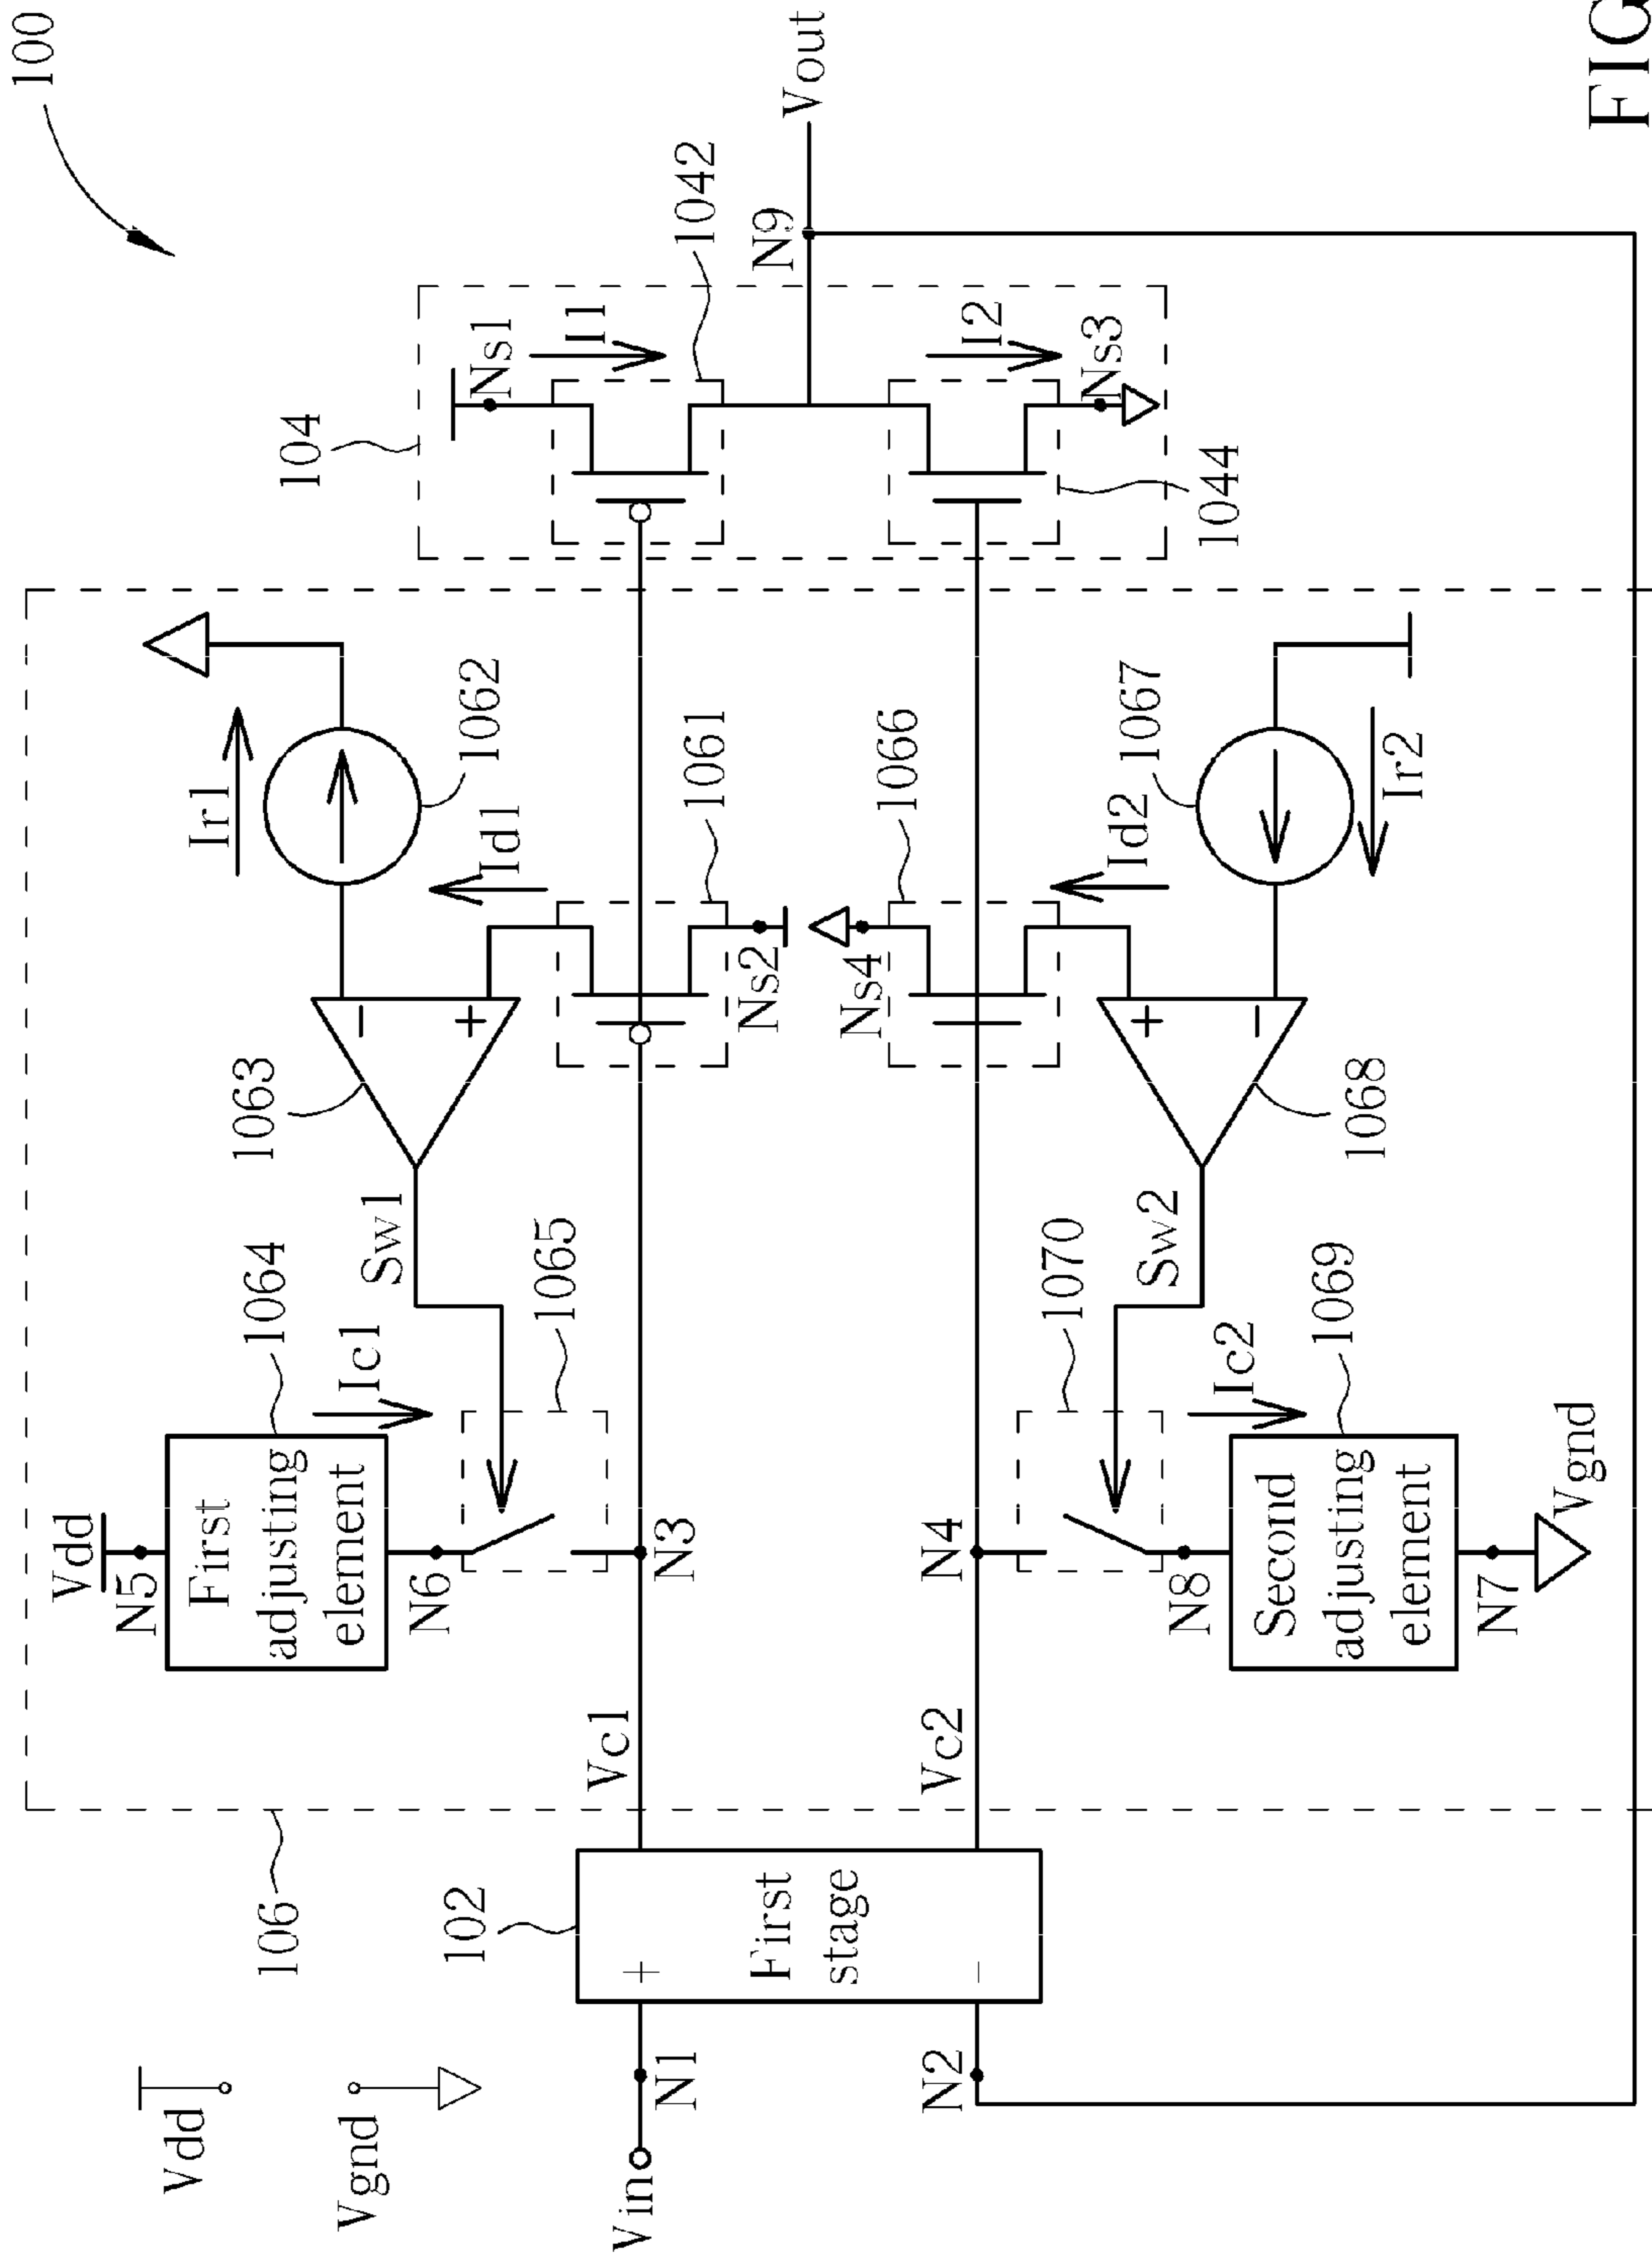 100
Vdd
Vgnd
Vin
N1
N2
102
+
First
stage
−
106
Vc1
Vc2
Vdd
N5
First
adjusting
element
1064
Ic1
N6
1065
N3
Sw1
1063
−
+
Ir1
1062
Id1
1061
Ns2
Ns4
1066
Id2
1067
Ir2
+
−
1068
Sw2
1070
N4
N8
Ic2
1069
Second
adjusting
element
N7
Vgnd
104
Ns1
I1
1042
N9
Vout
I2
Ns3
1044
FIG